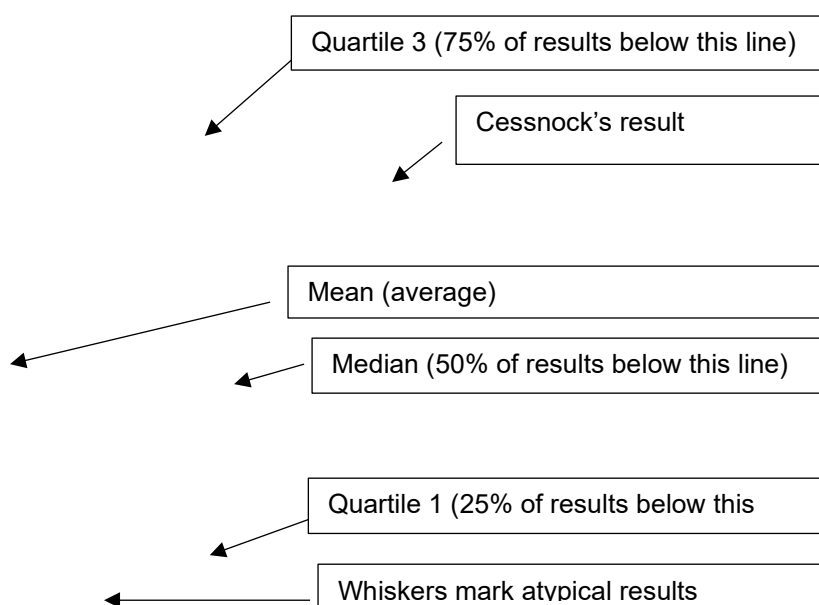 Quartile 3 (75% of results below this line)
Cessnock’s result
Mean (average)
Median (50% of results below this line)
Quartile 1 (25% of results below this
Whiskers mark atypical results